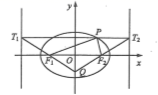 y
T₁ P T₂
F₁ O F₂ x
Q